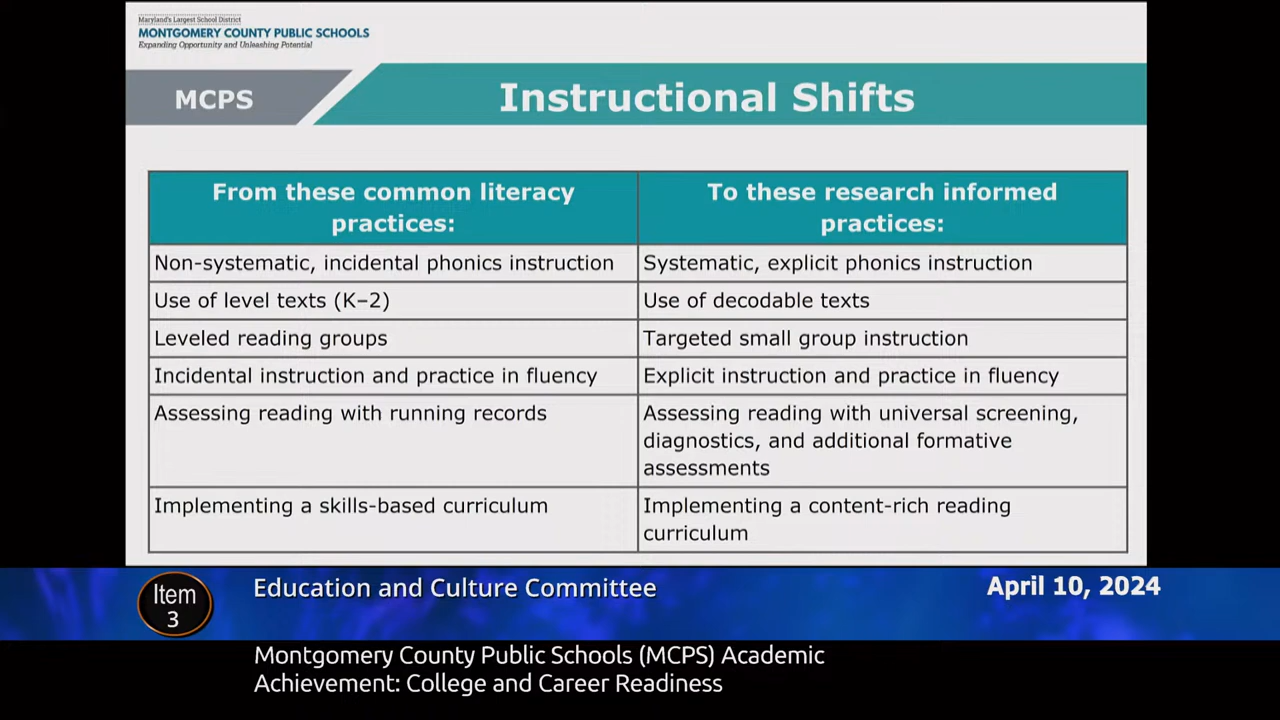 Maryland's Largest School District
MONTGOMERY COUNTY PUBLIC SCHOOLS
Expanding Opportunity and Unleashing Potential
MCPS
Instructional Shifts
From these common literacy
practices:
To these research informed
practices:
Non-systematic, incidental phonics instruction
Systematic, explicit phonics instruction
Use of level texts (K–2)
Use of decodable texts
Leveled reading groups
Targeted small group instruction
Incidental instruction and practice in fluency
Explicit instruction and practice in fluency
Assessing reading with running records
Assessing reading with universal screening,
diagnostics, and additional formative
assessments
Implementing a skills-based curriculum
Implementing a content-rich reading
curriculum
Item
3
Education and Culture Committee
April 10, 2024
Montgomery County Public Schools (MCPS) Academic
Achievement: College and Career Readiness